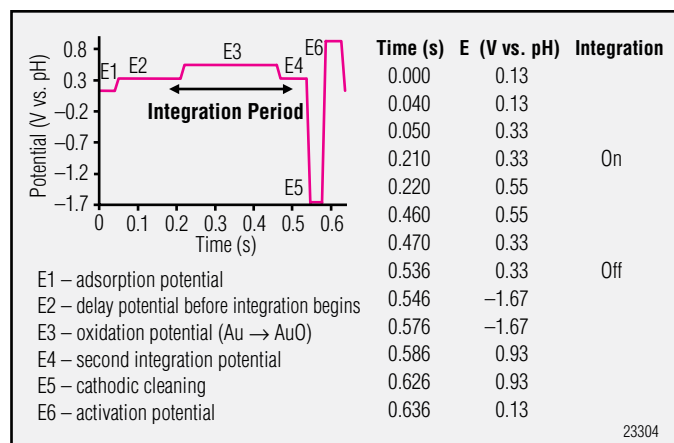 0.8
0.3
−0.2
−0.7
−1.2
−1.7
Potential (V vs. pH)
E1
E2
E3
E4
E5
E6
Integration Period
0 0.1 0.2 0.3 0.4 0.5 0.6
Time (s)
E1 – adsorption potential
E2 – delay potential before integration begins
E3 – oxidation potential (Au → AuO)
E4 – second integration potential
E5 – cathodic cleaning
E6 – activation potential
Time (s) E (V vs. pH) Integration
0.000 0.13
0.040 0.13
0.050 0.33
0.210 0.33 On
0.220 0.55
0.460 0.55
0.470 0.33
0.536 0.33 Off
0.546 −1.67
0.576 −1.67
0.586 0.93
0.626 0.93
0.636 0.13
23304